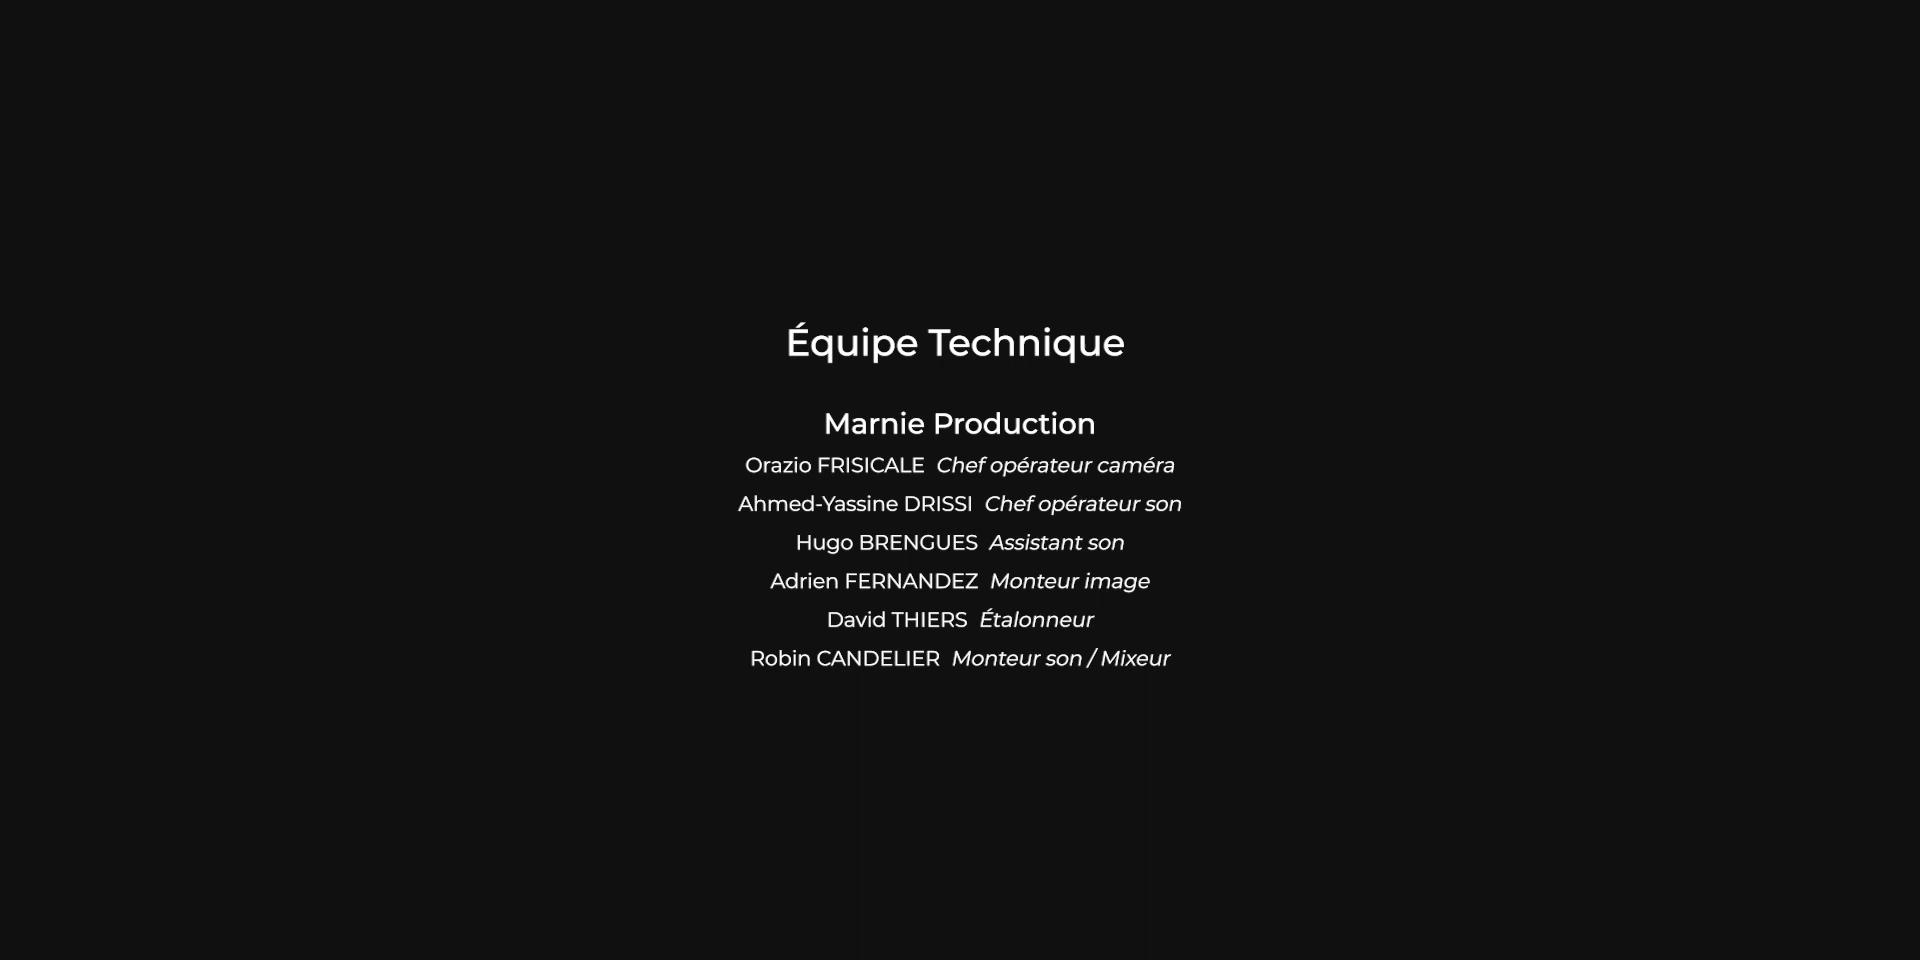 Équipe Technique
Marnie Production
Orazio FRISICALE Chef opérateur caméra
Ahmed-Yassine DRISSI Chef opérateur son
Hugo BRENGUES Assistant son
Adrien FERNANDEZ Monteur image
David THIERS Étalonneur
Robin CANDELIER Monteur son / Mixeur